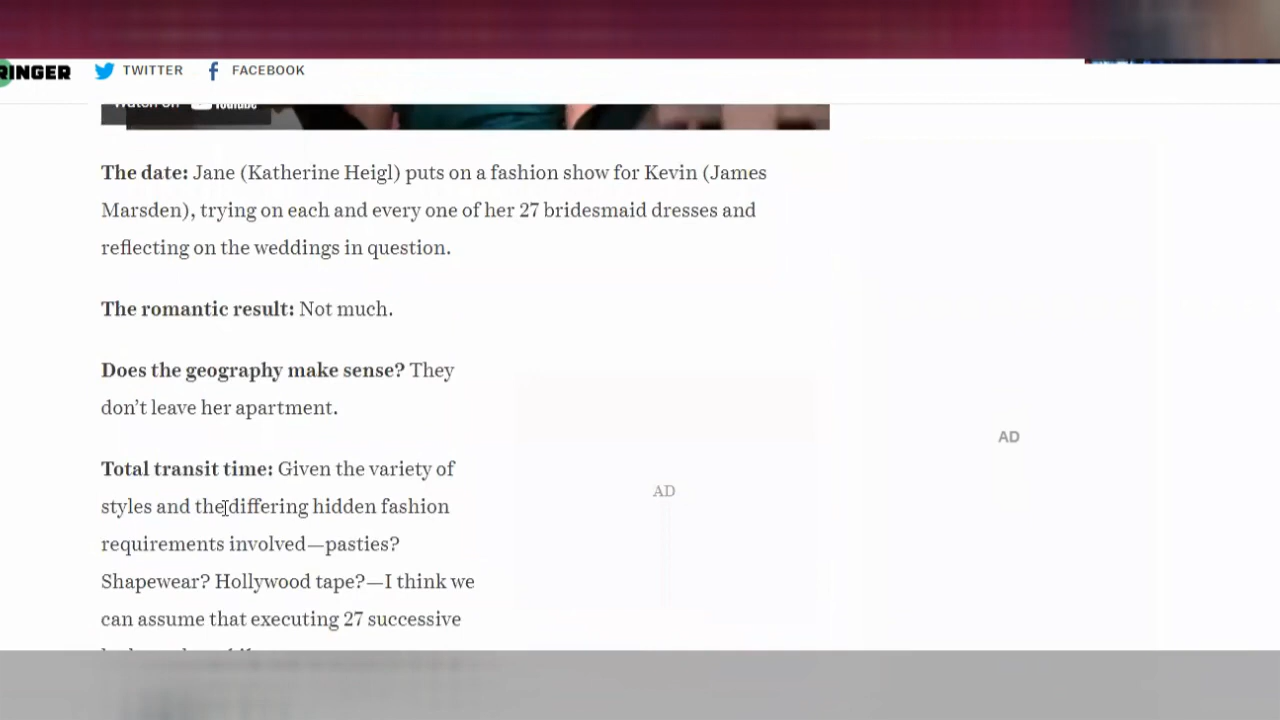 RINGER TWITTER FACEBOOK
Watch on YouTube
The date: Jane (Katherine Heigl) puts on a fashion show for Kevin (James
Marsden), trying on each and every one of her 27 bridesmaid dresses and
reflecting on the weddings in question.
The romantic result: Not much.
Does the geography make sense? They
don’t leave her apartment.
AD
Total transit time: Given the variety of
AD
styles and the differing hidden fashion
requirements involved—pasties?
Shapewear? Hollywood tape?—I think we
can assume that executing 27 successive